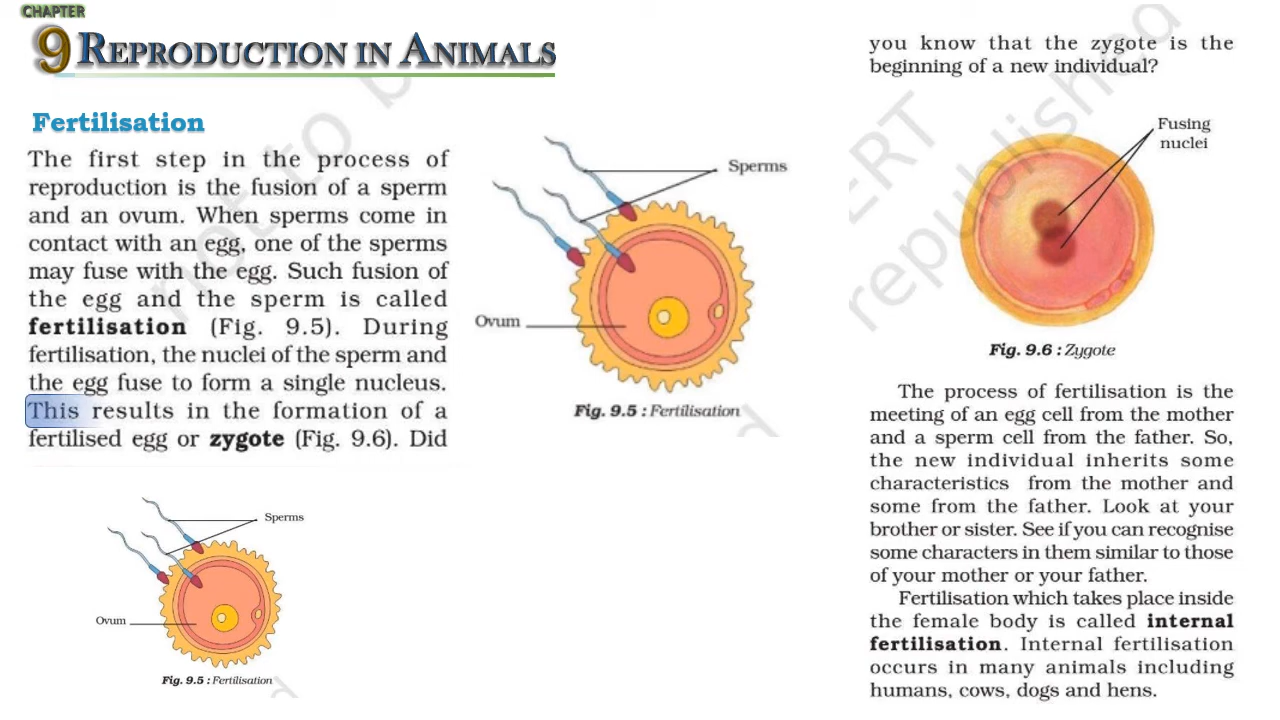 CHAPTER
9 REPRODUCTION IN ANIMALS
Fertilisation
The first step in the process of
reproduction is the fusion of a sperm
and an ovum. When sperms come in
contact with an egg, one of the sperms
may fuse with the egg. Such fusion of
the egg and the sperm is called
fertilisation (Fig. 9.5). During
fertilisation, the nuclei of the sperm and
the egg fuse to form a single nucleus.
This results in the formation of a
fertilised egg or zygote (Fig. 9.6). Did
Sperms
Ovum
Fig. 9.5 : Fertilisation
Sperms
Ovum
Fig. 9.5 : Fertilisation
you know that the zygote is the
beginning of a new individual?
Fusing
nuclei
Fig. 9.6 : Zygote
The process of fertilisation is the
meeting of an egg cell from the mother
and a sperm cell from the father. So,
the new individual inherits some
characteristics from the mother and
some from the father. Look at your
brother or sister. See if you can recognise
some characters in them similar to those
of your mother or your father.
Fertilisation which takes place inside
the female body is called internal
fertilisation. Internal fertilisation
occurs in many animals including
humans, cows, dogs and hens.
not to b
ERT
republished